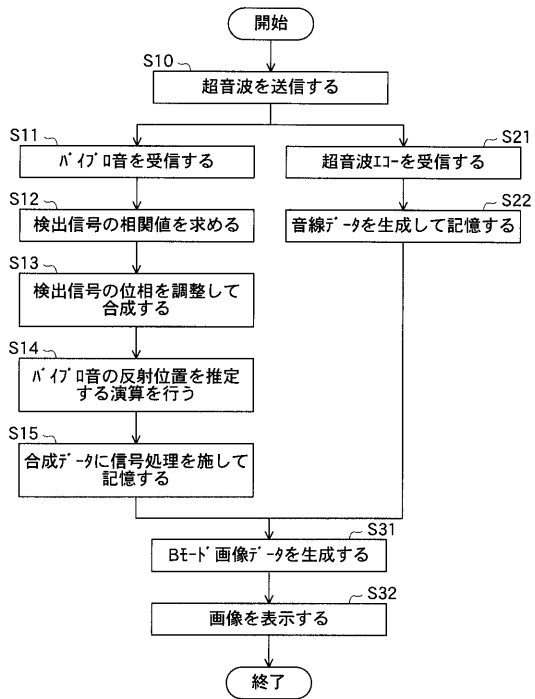 開始
S10
超音波を送信する
S11
バイブロ音を受信する
S12
検出信号の相関値を求める
S13
検出信号の位相を調整して
合成する
S14
バイブロ音の反射位置を推定
する演算を行う
S15
合成データに信号処理を施して
記憶する
S21
超音波エコーを受信する
S22
音線データを生成して記憶する
S31
Bモード画像データを生成する
S32
画像を表示する
終了